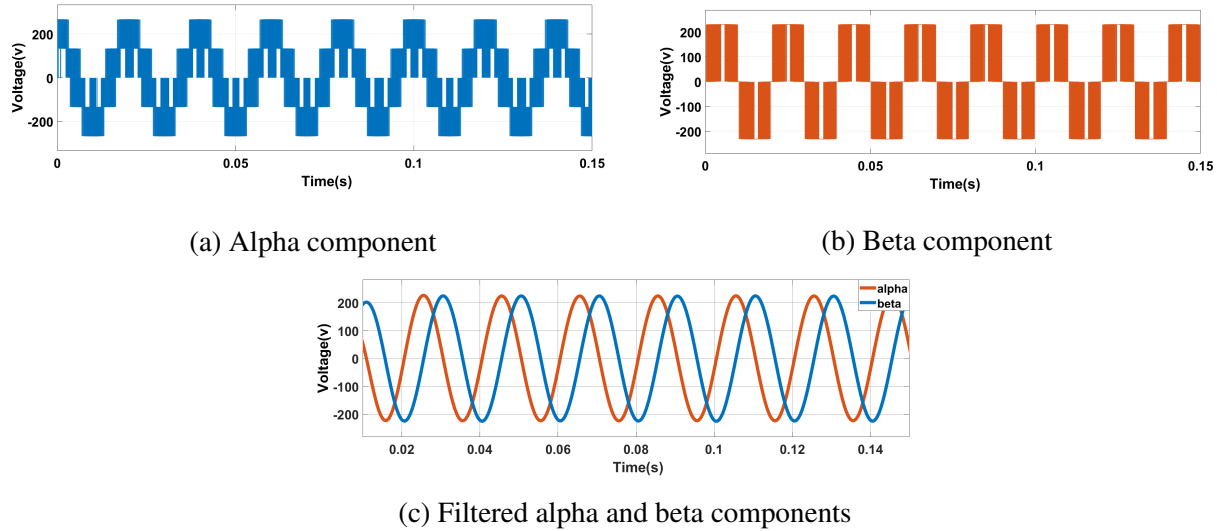 Voltage(v)
200
0
-200
0
0.05
0.1
0.15
Time(s)
(a) Alpha component
Voltage(v)
200
100
0
-100
-200
0
0.05
0.1
0.15
Time(s)
(b) Beta component
alpha
beta
Voltage(v)
200
100
0
-100
-200
0.02
0.04
0.06
0.08
0.1
0.12
0.14
Time(s)
(c) Filtered alpha and beta components